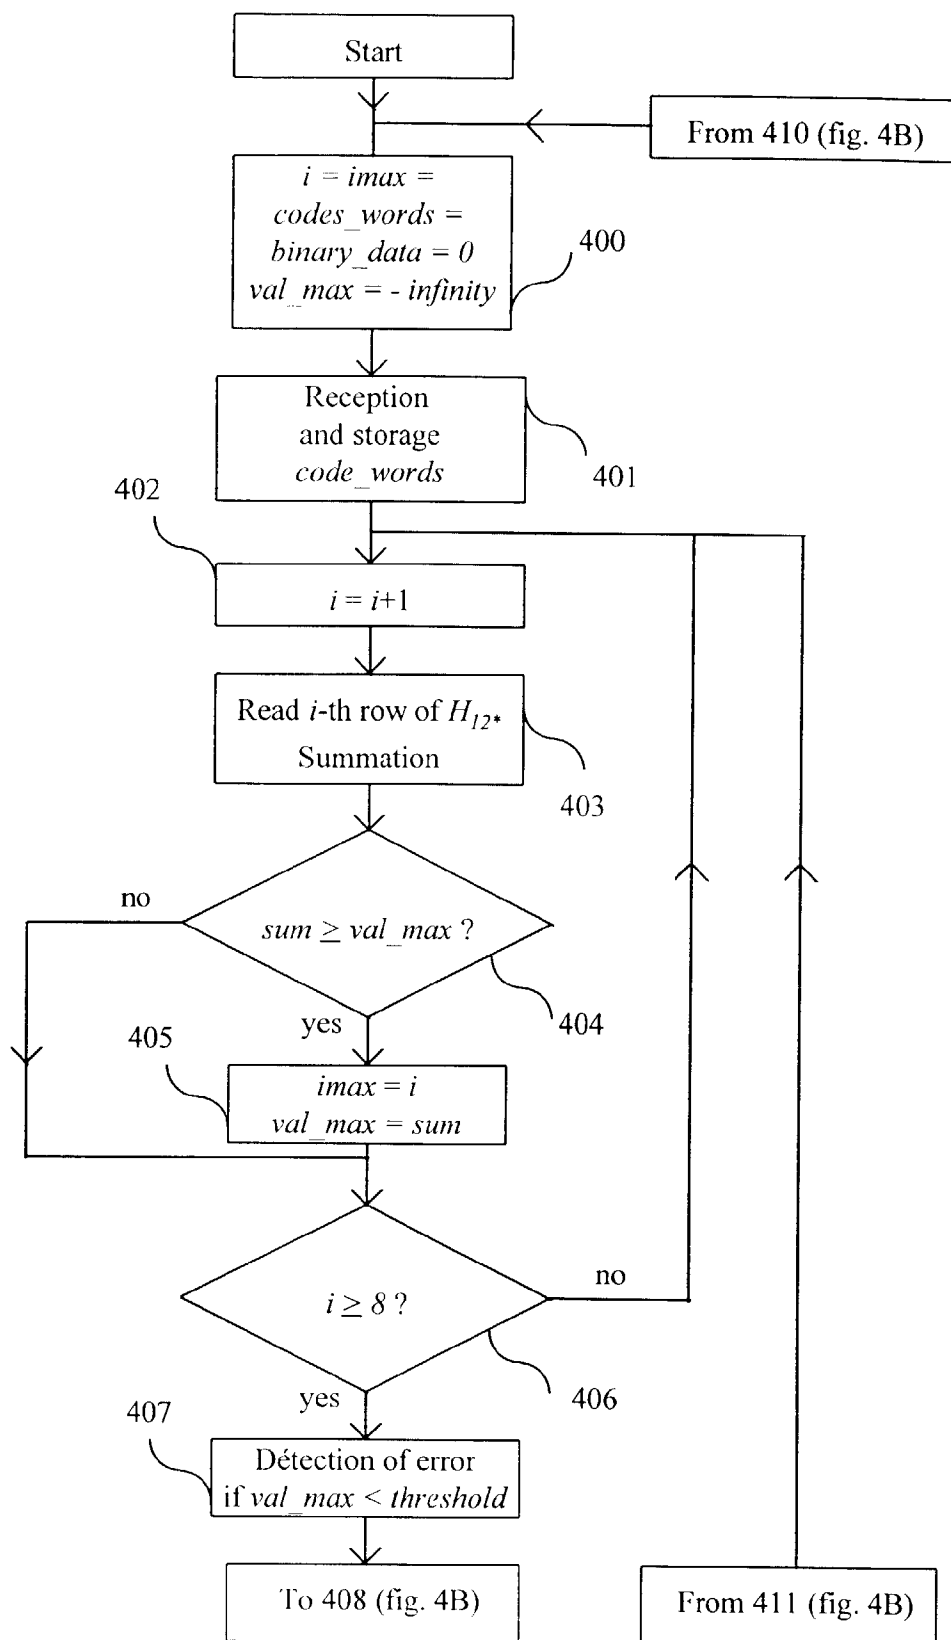 Start
From 410 (fig. 4B)
i = imax =
codes_words =
binary_data = 0
val_max = - infinity
400
Reception
and storage
code_words
401
402
i = i+1
Read i-th row of H12*
Summation
403
no
sum ≥ val_max ?
404
yes
405
imax = i
val_max = sum
i ≥ 8 ?
no
406
yes
407
Détection of error
if val_max < threshold
To 408 (fig. 4B)
From 411 (fig. 4B)